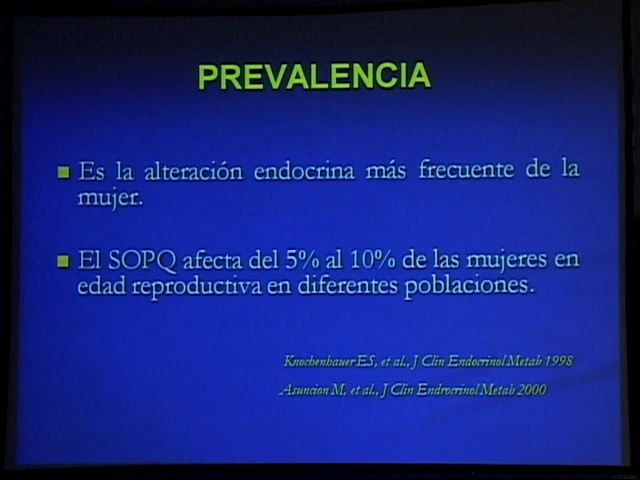 PREVALENCIA
Es la alteración endocrina más frecuente de la
mujer.
El SOPQ afecta del 5% al 10% de las mujeres en
edad reproductiva en diferentes poblaciones.
Knochenhauer ES, et al., J Clin Endocrinol Metab 1998
Asuncion M, et al., J Clin Endrocrinol Metab 2000